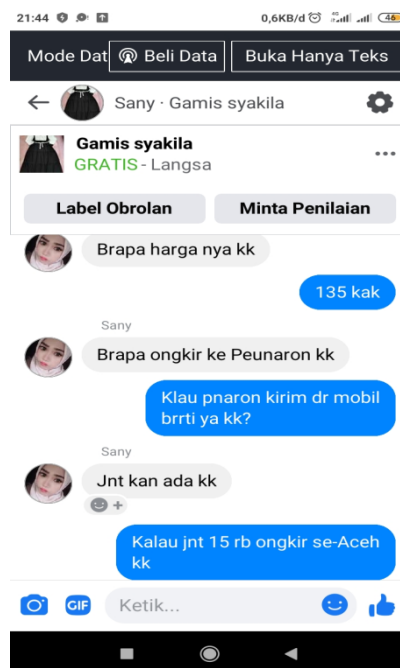 21:44
0,6KB/d
46
Mode Dat
Beli Data
Buka Hanya Teks
Sany · Gamis syakila
Gamis syakila
GRATIS - Langsa
Label Obrolan
Minta Penilaian
Brapa harga nya kk
135 kak
Sany
Brapa ongkir ke Peunaron kk
Klau pnaron kirim dr mobil
brrti ya kk?
Sany
Jnt kan ada kk
Kalau jnt 15 rb ongkir se-Aceh
kk
GIF
Ketik...